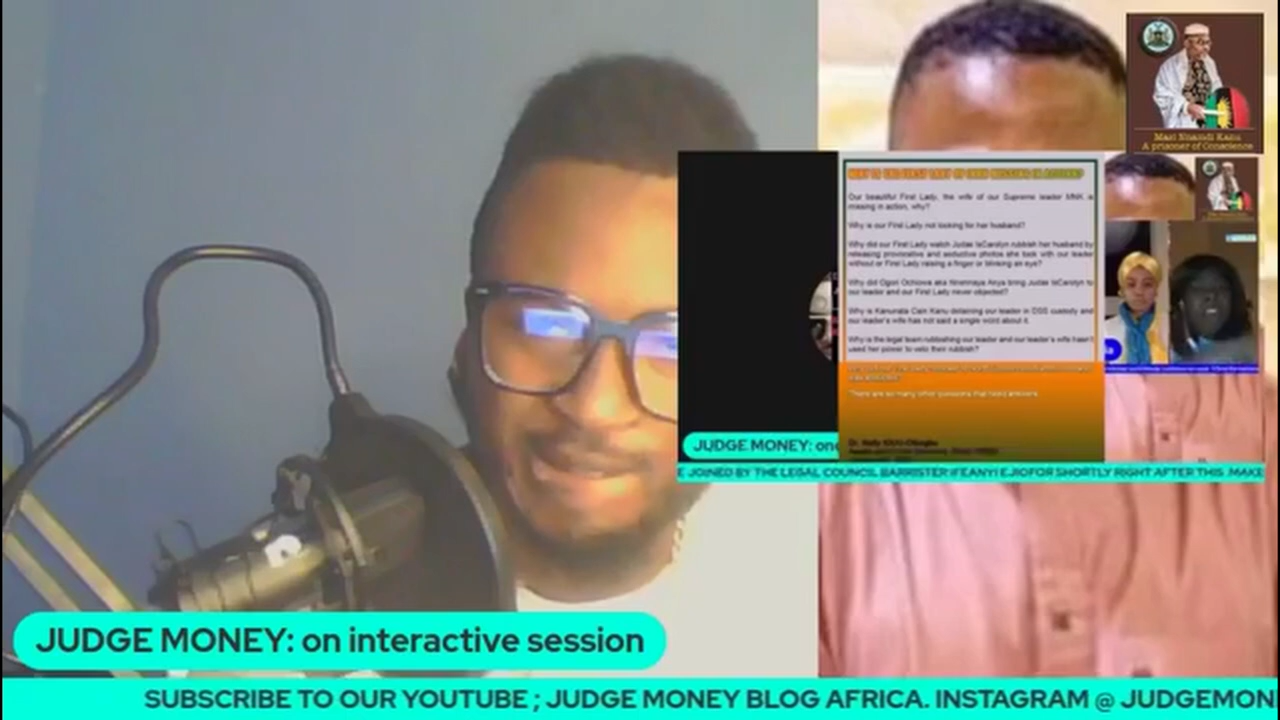 Mazi Nnamdi Kanu
A prisoner of Conscience
WHY IS THE FIRST LADY OF IPOB MISSING IN ACTION?
Our beautiful First Lady, the wife of our Supreme leader MNK is
missing in action, why?
Why is our First Lady not looking for her husband?
Why did our First Lady watch Judas IsCarolyn rubbish her husband by
releasing provocative and seductive photos she took with our leader
without or First Lady raising a finger or blinking an eye?
Why did Ogori Ochiowa aka Nnennaya Anya bring Judas IsCarolyn to
our leader and our First Lady never objected?
Why is Kanunata Cain Kanu detaining our leader in DSS custody and
our leader's wife has not said a single word about it.
Why is the legal team rubbishing our leader and our leader's wife hasn't
used her power to veto their rubbish?
There are so many other questions that need answers.
JUDGE MONEY: on
E JOINED BY THE LEGAL COUNCIL BARRISTER IFEANYI EJIOFOR SHORTLY RIGHT AFTER THIS .MAKE
JUDGE MONEY: on interactive session
SUBSCRIBE TO OUR YOUTUBE ; JUDGE MONEY BLOG AFRICA. INSTAGRAM @ JUDGEMON